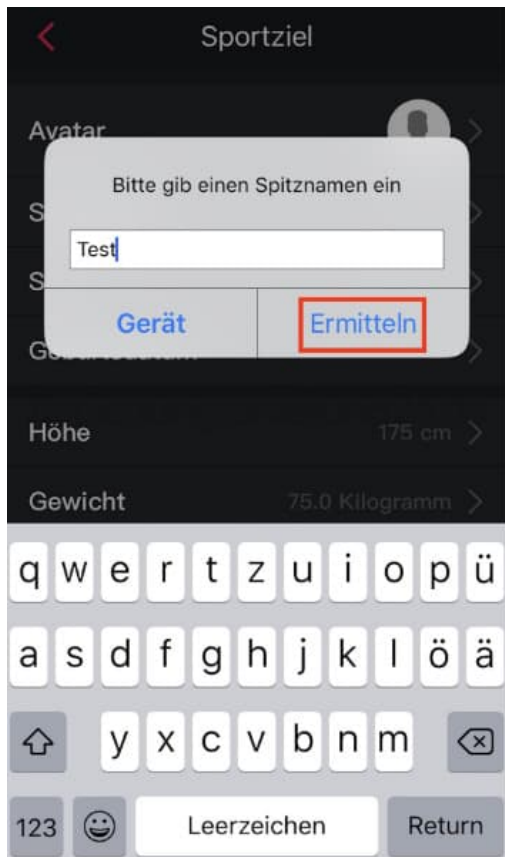 Sportziel
Avatar
Bitte gib einen Spitznamen ein
S
Test
S
Gerät Ermitteln
Höhe 175 cm
Gewicht 75.0 Kilogramm
q w e r t z u i o p ü
a s d f g h j k l ö ä
y x c v b n m
123 Leerzeichen Return